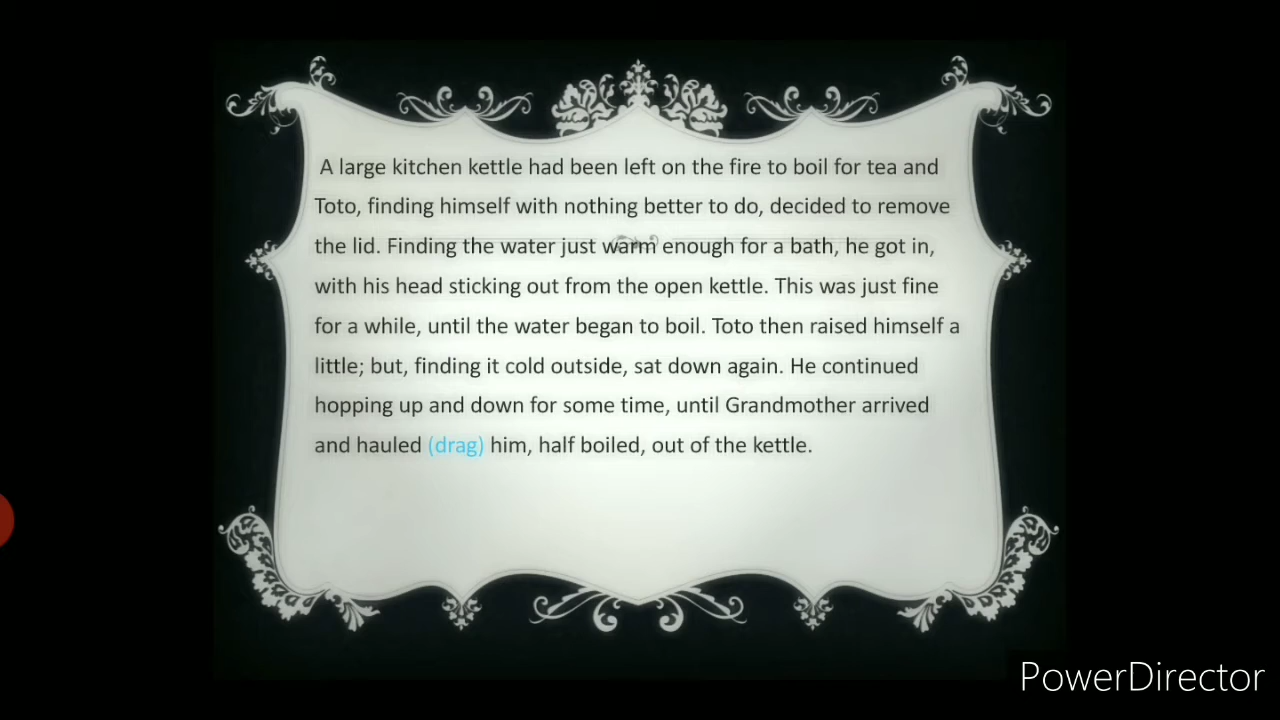 A large kitchen kettle had been left on the fire to boil for tea and
Toto, finding himself with nothing better to do, decided to remove
the lid. Finding the water just warm enough for a bath, he got in,
with his head sticking out from the open kettle. This was just fine
for a while, until the water began to boil. Toto then raised himself a
little; but, finding it cold outside, sat down again. He continued
hopping up and down for some time, until Grandmother arrived
and hauled (drag) him, half boiled, out of the kettle.
PowerDirector